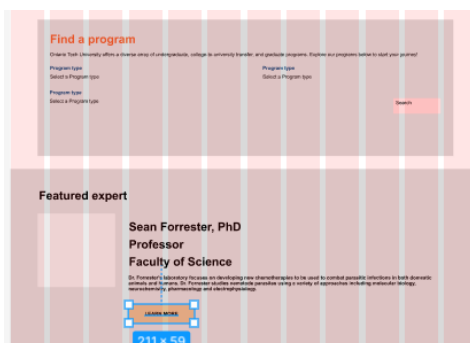 Find a program
Ontario Tech University offers a diverse array of undergraduate, college to university transfer, and graduate programs. Explore our programs below to start your journey!
Program type
Program type
Select a Program type
Select a Program type
Program type
Select a Program type
Search
Featured expert
Sean Forrester, PhD
Professor
Faculty of Science
Dr. Forrester's laboratory focuses on developing new chemotherapies to be used to combat parasitic infections in both domestic
animals and humans. Dr. Forrester studies nematode parasites using a variety of approaches including molecular biology,
neurochemistry, pharmacology and electrophysiology.
LEARN MORE
211 × 59